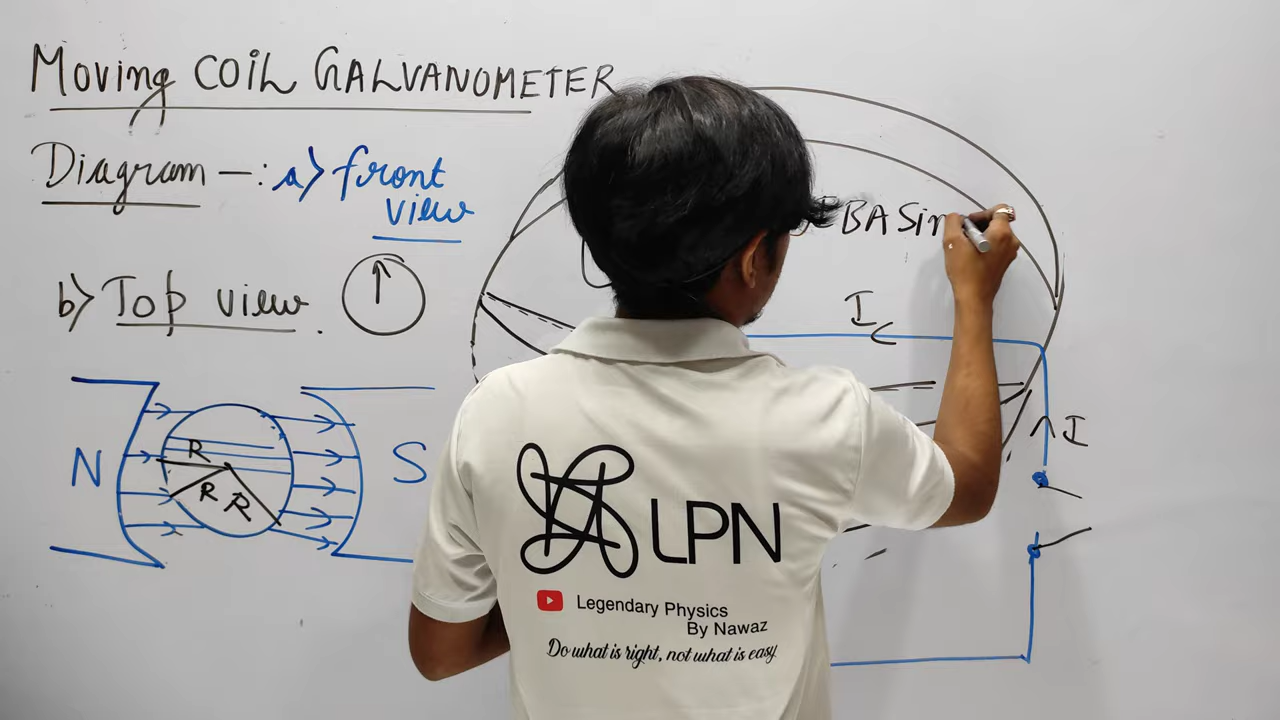 Moving COIL GALVANOMETER
Diagram -: a> front
view
b> Top view.
N
R
R
R
S
BA Sin
I
C
I
LPN
Legendary Physics
By Nawaz
Do what is right, not what is easy